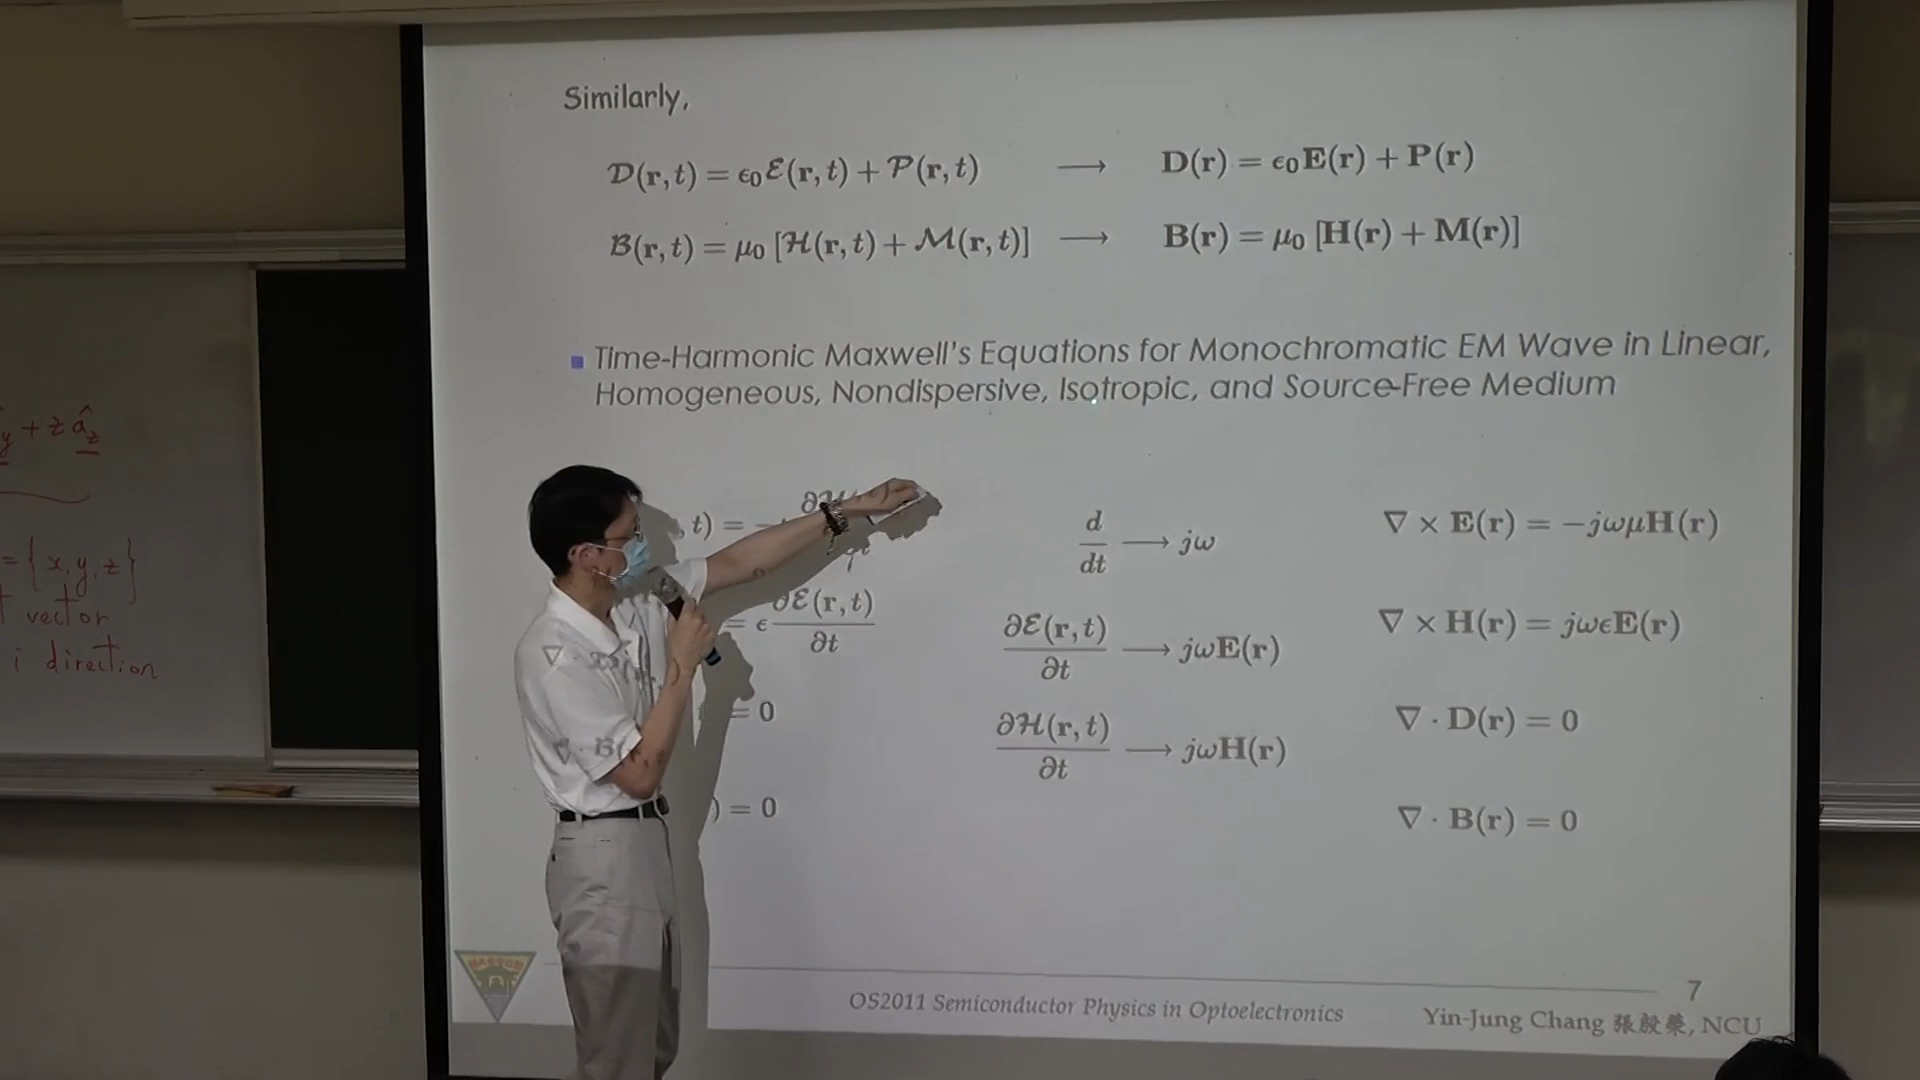 Similarly,
𝒟(r, t) = ϵ₀ℰ(r, t) + 𝒫(r, t) ⟶ D(r) = ϵ₀E(r) + P(r)
ℬ(r, t) = μ₀ [ℋ(r, t) + ℳ(r, t)] ⟶ B(r) = μ₀ [H(r) + M(r)]
Time-Harmonic Maxwell's Equations for Monochromatic EM Wave in Linear,
Homogeneous, Nondispersive, Isotropic, and Source-Free Medium
, t) = − ∂ℋ
d/dt ⟶ jω
∇ × E(r) = −jωμH(r)
= ϵ ∂ℰ(r, t)/∂t
∂ℰ(r, t)/∂t ⟶ jωE(r)
∇ × H(r) = jωϵE(r)
∇ ·
= 0
∂ℋ(r, t)/∂t ⟶ jωH(r)
∇ · D(r) = 0
∇ · ℬ(
) = 0
∇ · B(r) = 0
7
OS2011 Semiconductor Physics in Optoelectronics
Yin-Jung Chang 張殷榮, NCU
y + z âz
= { x, y, z }
vector
i direction